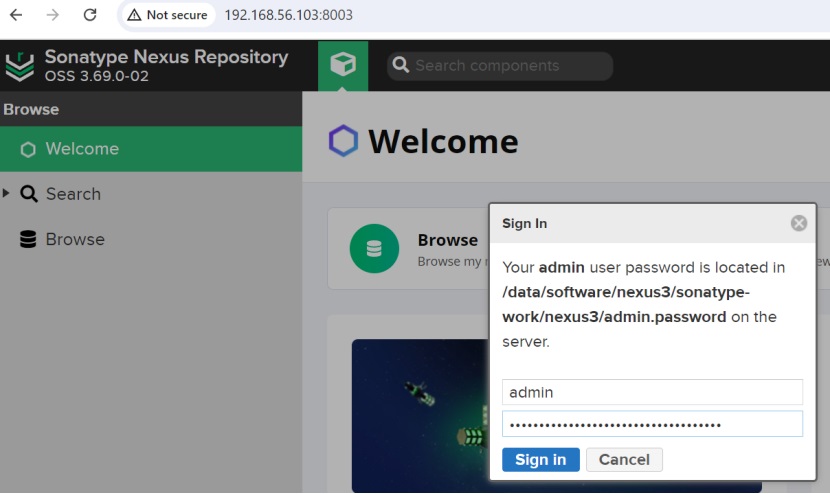 Not secure 192.168.56.103:8003
Sonatype Nexus Repository
OSS 3.69.0-02
Search components
Browse
Welcome
Search
Browse
Welcome
Browse
Browse my
Sign In
Your admin user password is located in
/data/software/nexus3/sonatype-
work/nexus3/admin.password on the
server.
admin
Sign in Cancel